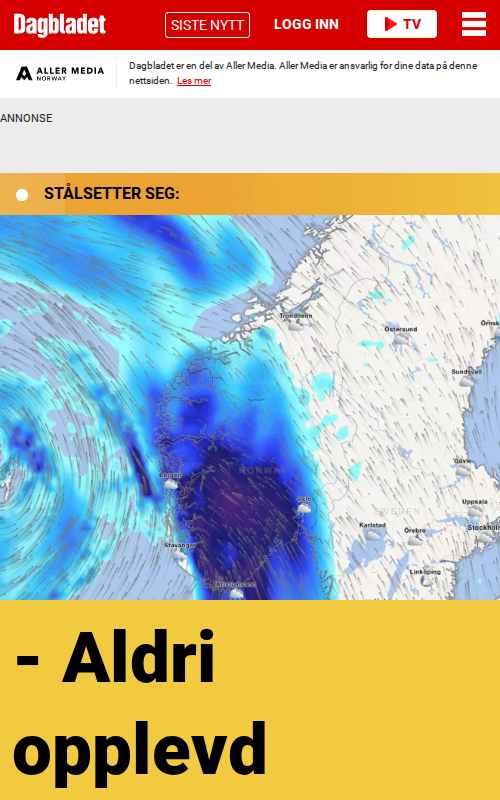 Dagbladet
SISTE NYTT
LOGG INN
TV
ALLER MEDIA
NORWAY
Dagbladet er en del av Aller Media. Aller Media er ansvarlig for dine data på denne
nettsiden. Les mer
ANNONSE
STÅLSETTER SEG:
Trondheim
Östersund
Örnsk
Sundsvall
Gävle
NORWAY
Bergen
Oslo
Uppsala
SWEDEN
Karlstad
Örebro
Stockholm
Stavanger
Linköping
Kristiansand
- Aldri
opplevd